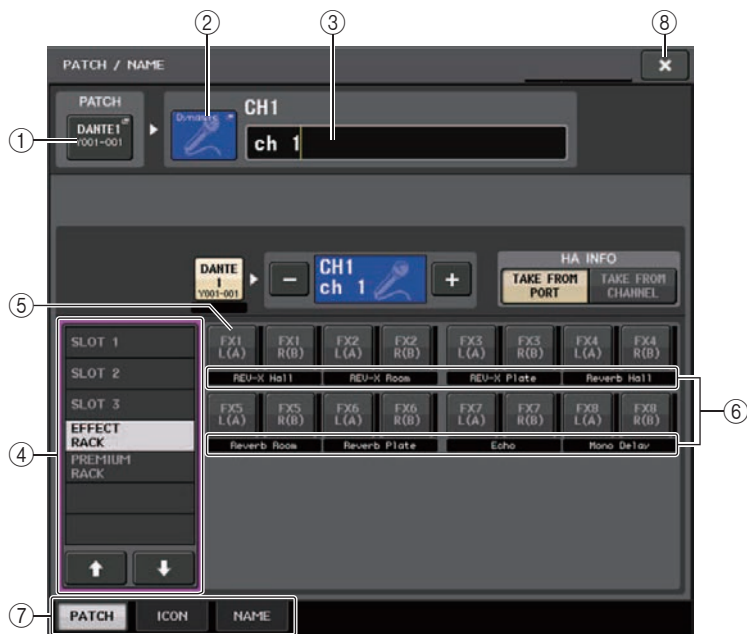 ① ② ③ ④ ⑤ ⑥ ⑦ ⑧
PATCH / NAME
×
PATCH
DANTE1
Y001-001
Dynamic
CH1
ch 1
DANTE
1
Y001-001
−
CH1
ch 1
+
HA INFO
TAKE FROM
PORT
TAKE FROM
CHANNEL
SLOT 1
SLOT 2
SLOT 3
EFFECT
RACK
PREMIUM
RACK
FX1 L(A) FX1 R(B) FX2 L(A) FX2 R(B) FX3 L(A) FX3 R(B) FX4 L(A) FX4 R(B)
REV-X Hall REV-X Room REV-X Plate Reverb Hall
FX5 L(A) FX5 R(B) FX6 L(A) FX6 R(B) FX7 L(A) FX7 R(B) FX8 L(A) FX8 R(B)
Reverb Room Reverb Plate Echo Mono Delay
PATCH ICON NAME